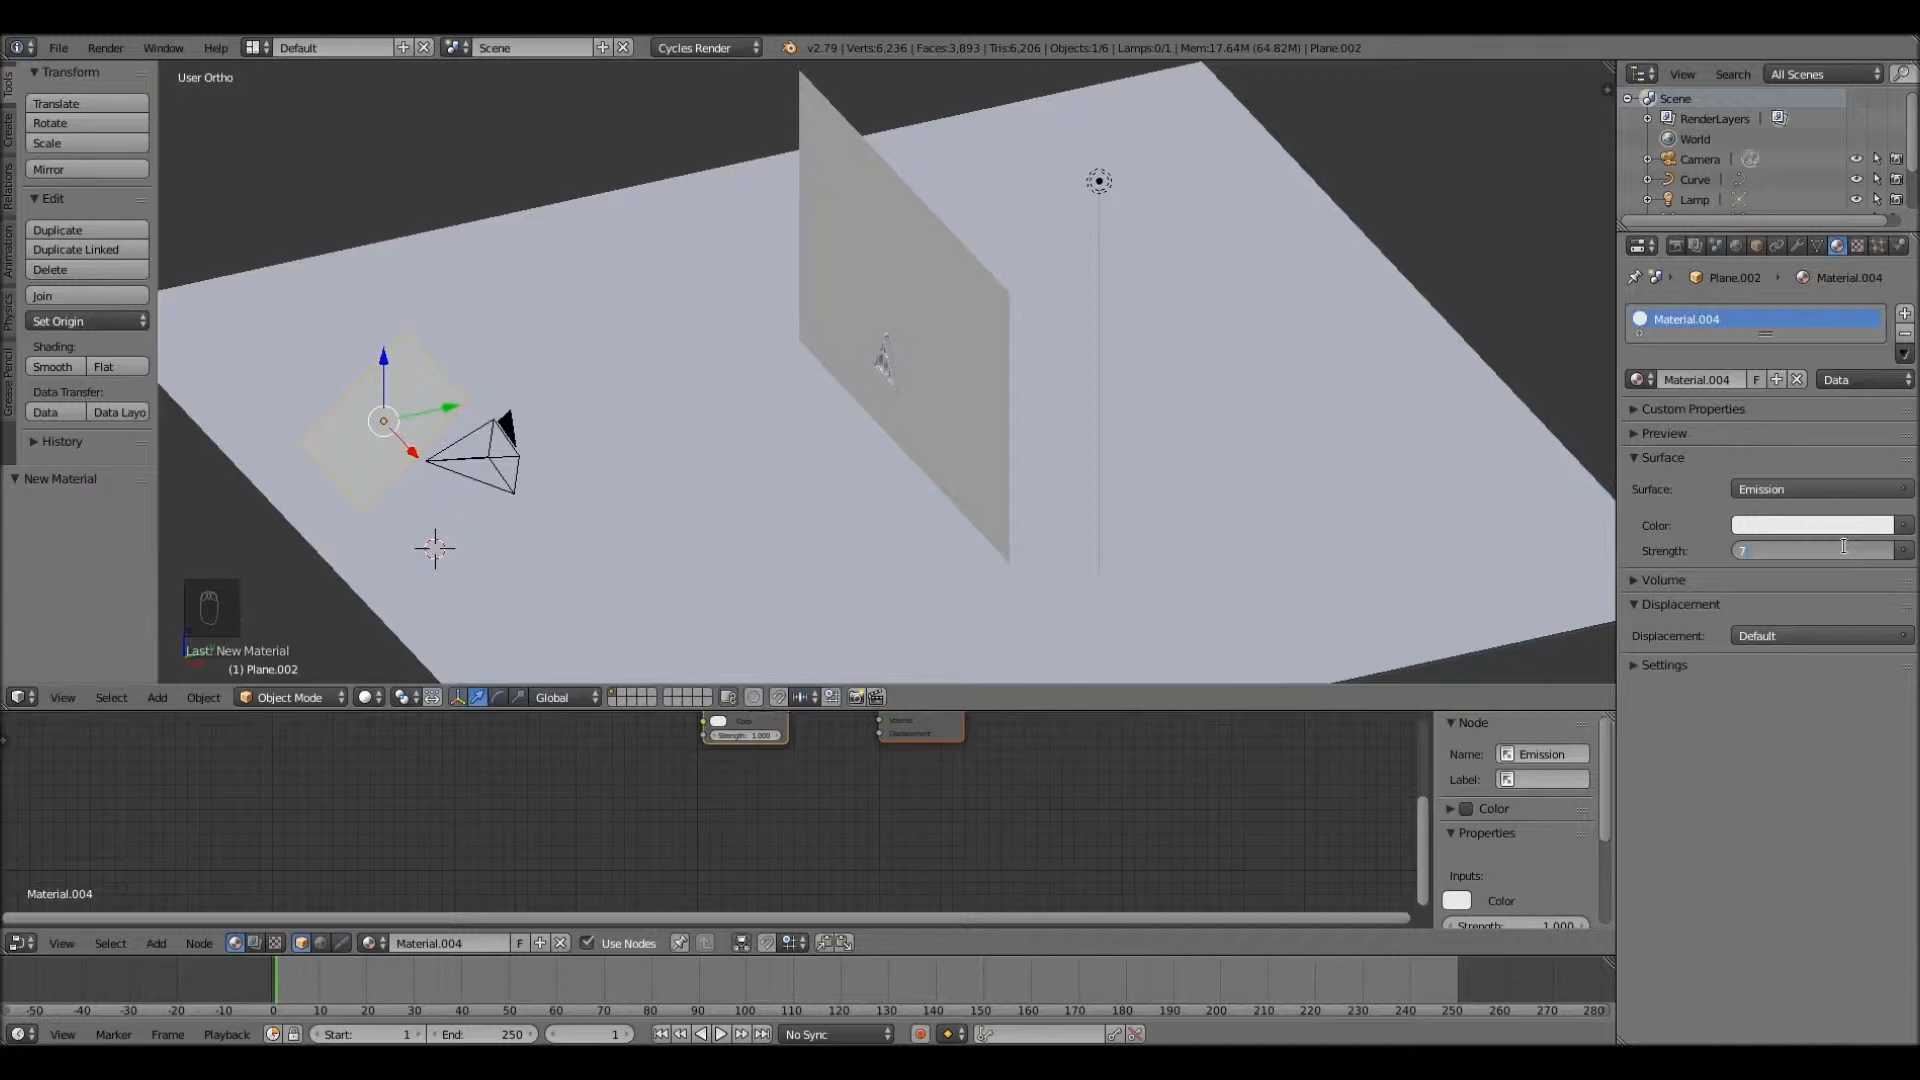 File Render Window Help Default Scene Cycles Render v2.79 | Verts:6,236 | Faces:3,893 | Tris:6,206 | Objects:1/6 | Lamps:0/1 | Mem:17.64M (64.82M) | Plane.002
Tools
Create
Relations
Animation
Physics
Grease Pencil
Transform
Translate
Rotate
Scale
Mirror
Edit
Duplicate
Duplicate Linked
Delete
Join
Set Origin
Shading:
Smooth Flat
Data Transfer:
Data Data Layo
History
New Material
User Ortho
Last: New Material
(1) Plane.002
View Select Add Object Object Mode Global
Color
Strength: 1.000
Volume
Displacement
Material.004
Node
Name: Emission
Label:
Color
Properties
Inputs:
Color
Strength: 1.000
View Select Add Node Material.004 F Use Nodes
-50 -40 -30 -20 -10 0 10 20 30 40 50 60 70 80 90 100 110 120 130 140 150 160 170 180 190 200 210 220 230 240 250 260 270 280
View Marker Frame Playback Start: 1 End: 250 1 No Sync
View Search All Scenes
Scene
RenderLayers
World
Camera
Curve
Lamp
Plane.002 Material.004
Material.004
Material.004 F Data
Custom Properties
Preview
Surface
Surface: Emission
Color:
Strength: 7
Volume
Displacement
Displacement: Default
Settings